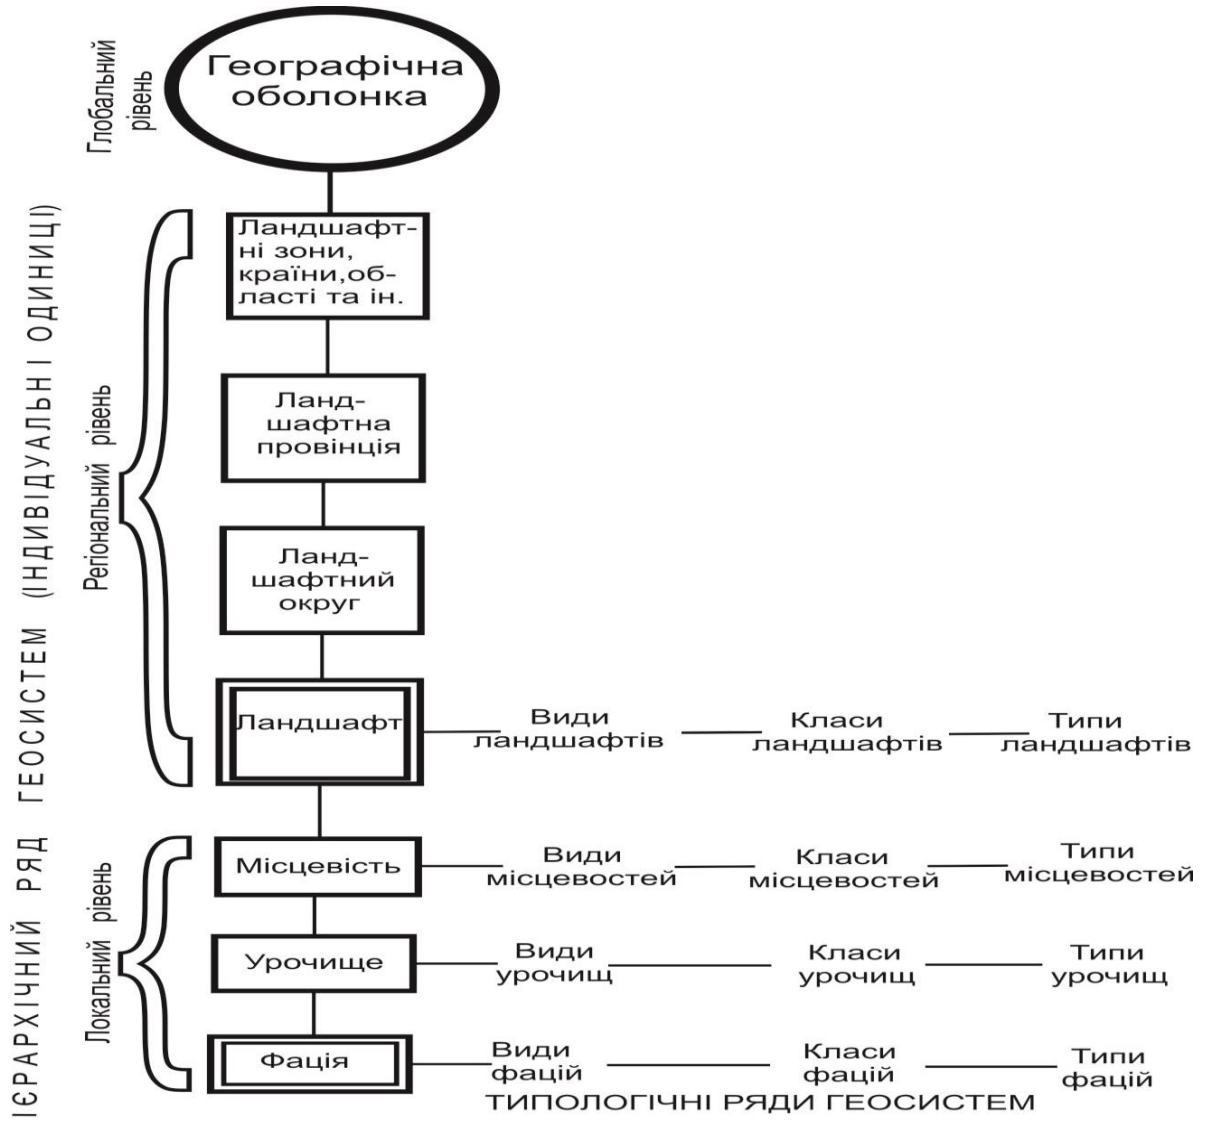 Глобальний
рівень
Географічна
оболонка
ІЄРАРХІЧНИЙ РЯД ГЕОСИСТЕМ (ІНДИВІДУАЛЬНІ ОДИНИЦІ)
Регіональний рівень
Ландшафт-
ні зони,
країни,об-
ласті та ін.
Ланд-
шафтна
провінція
Ланд-
шафтний
округ
Ландшафт
Види
ландшафтів
Класи
ландшафтів
Типи
ландшафтів
Локальний рівень
Місцевість
Види
місцевостей
Класи
місцевостей
Типи
місцевостей
Урочище
Види
урочищ
Класи
урочищ
Типи
урочищ
Фація
Види
фацій
Класи
фацій
Типи
фацій
ТИПОЛОГІЧНІ РЯДИ ГЕОСИСТЕМ